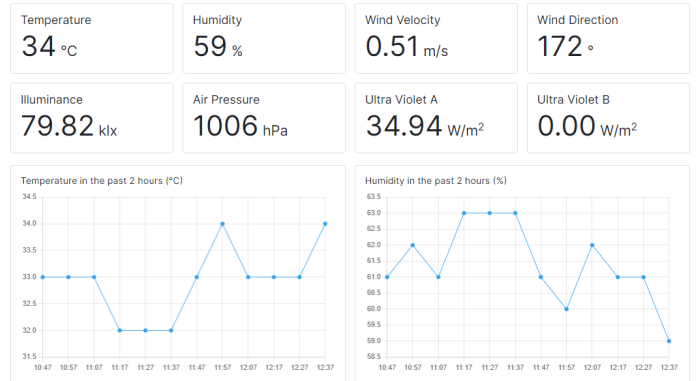 Temperature
34 °C
Humidity
59 %
Wind Velocity
0.51 m/s
Wind Direction
172 °
Illuminance
79.82 klx
Air Pressure
1006 hPa
Ultra Violet A
34.94 W/m²
Ultra Violet B
0.00 W/m²
Temperature in the past 2 hours (°C)
34.5
34.0
33.5
33.0
32.5
32.0
31.5
10:47 10:57 11:07 11:17 11:27 11:37 11:47 11:57 12:07 12:17 12:27 12:37
Humidity in the past 2 hours (%)
63.5
63.0
62.5
62.0
61.5
61.0
60.5
60.0
59.5
59.0
58.5
10:47 10:57 11:07 11:17 11:27 11:37 11:47 11:57 12:07 12:17 12:27 12:37